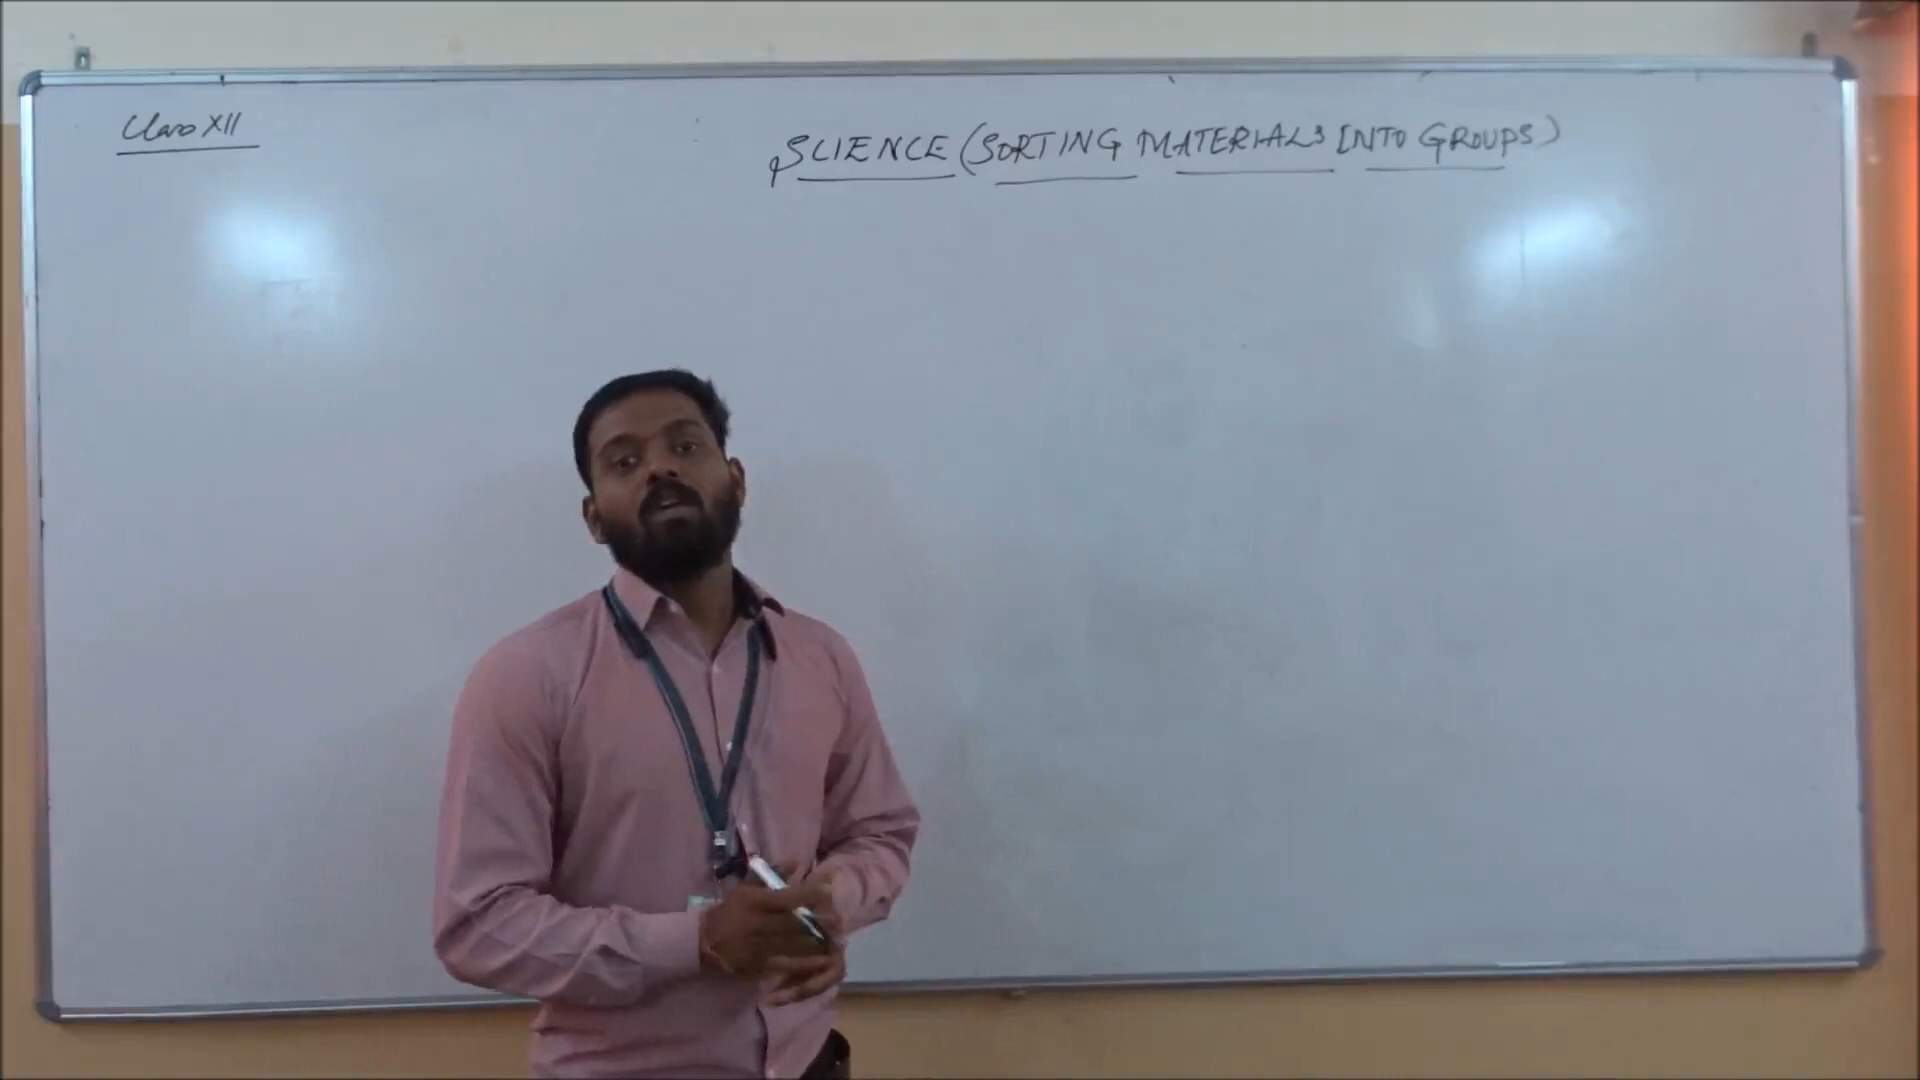 Class XII
SCIENCE (SORTING MATERIALS INTO GROUPS)